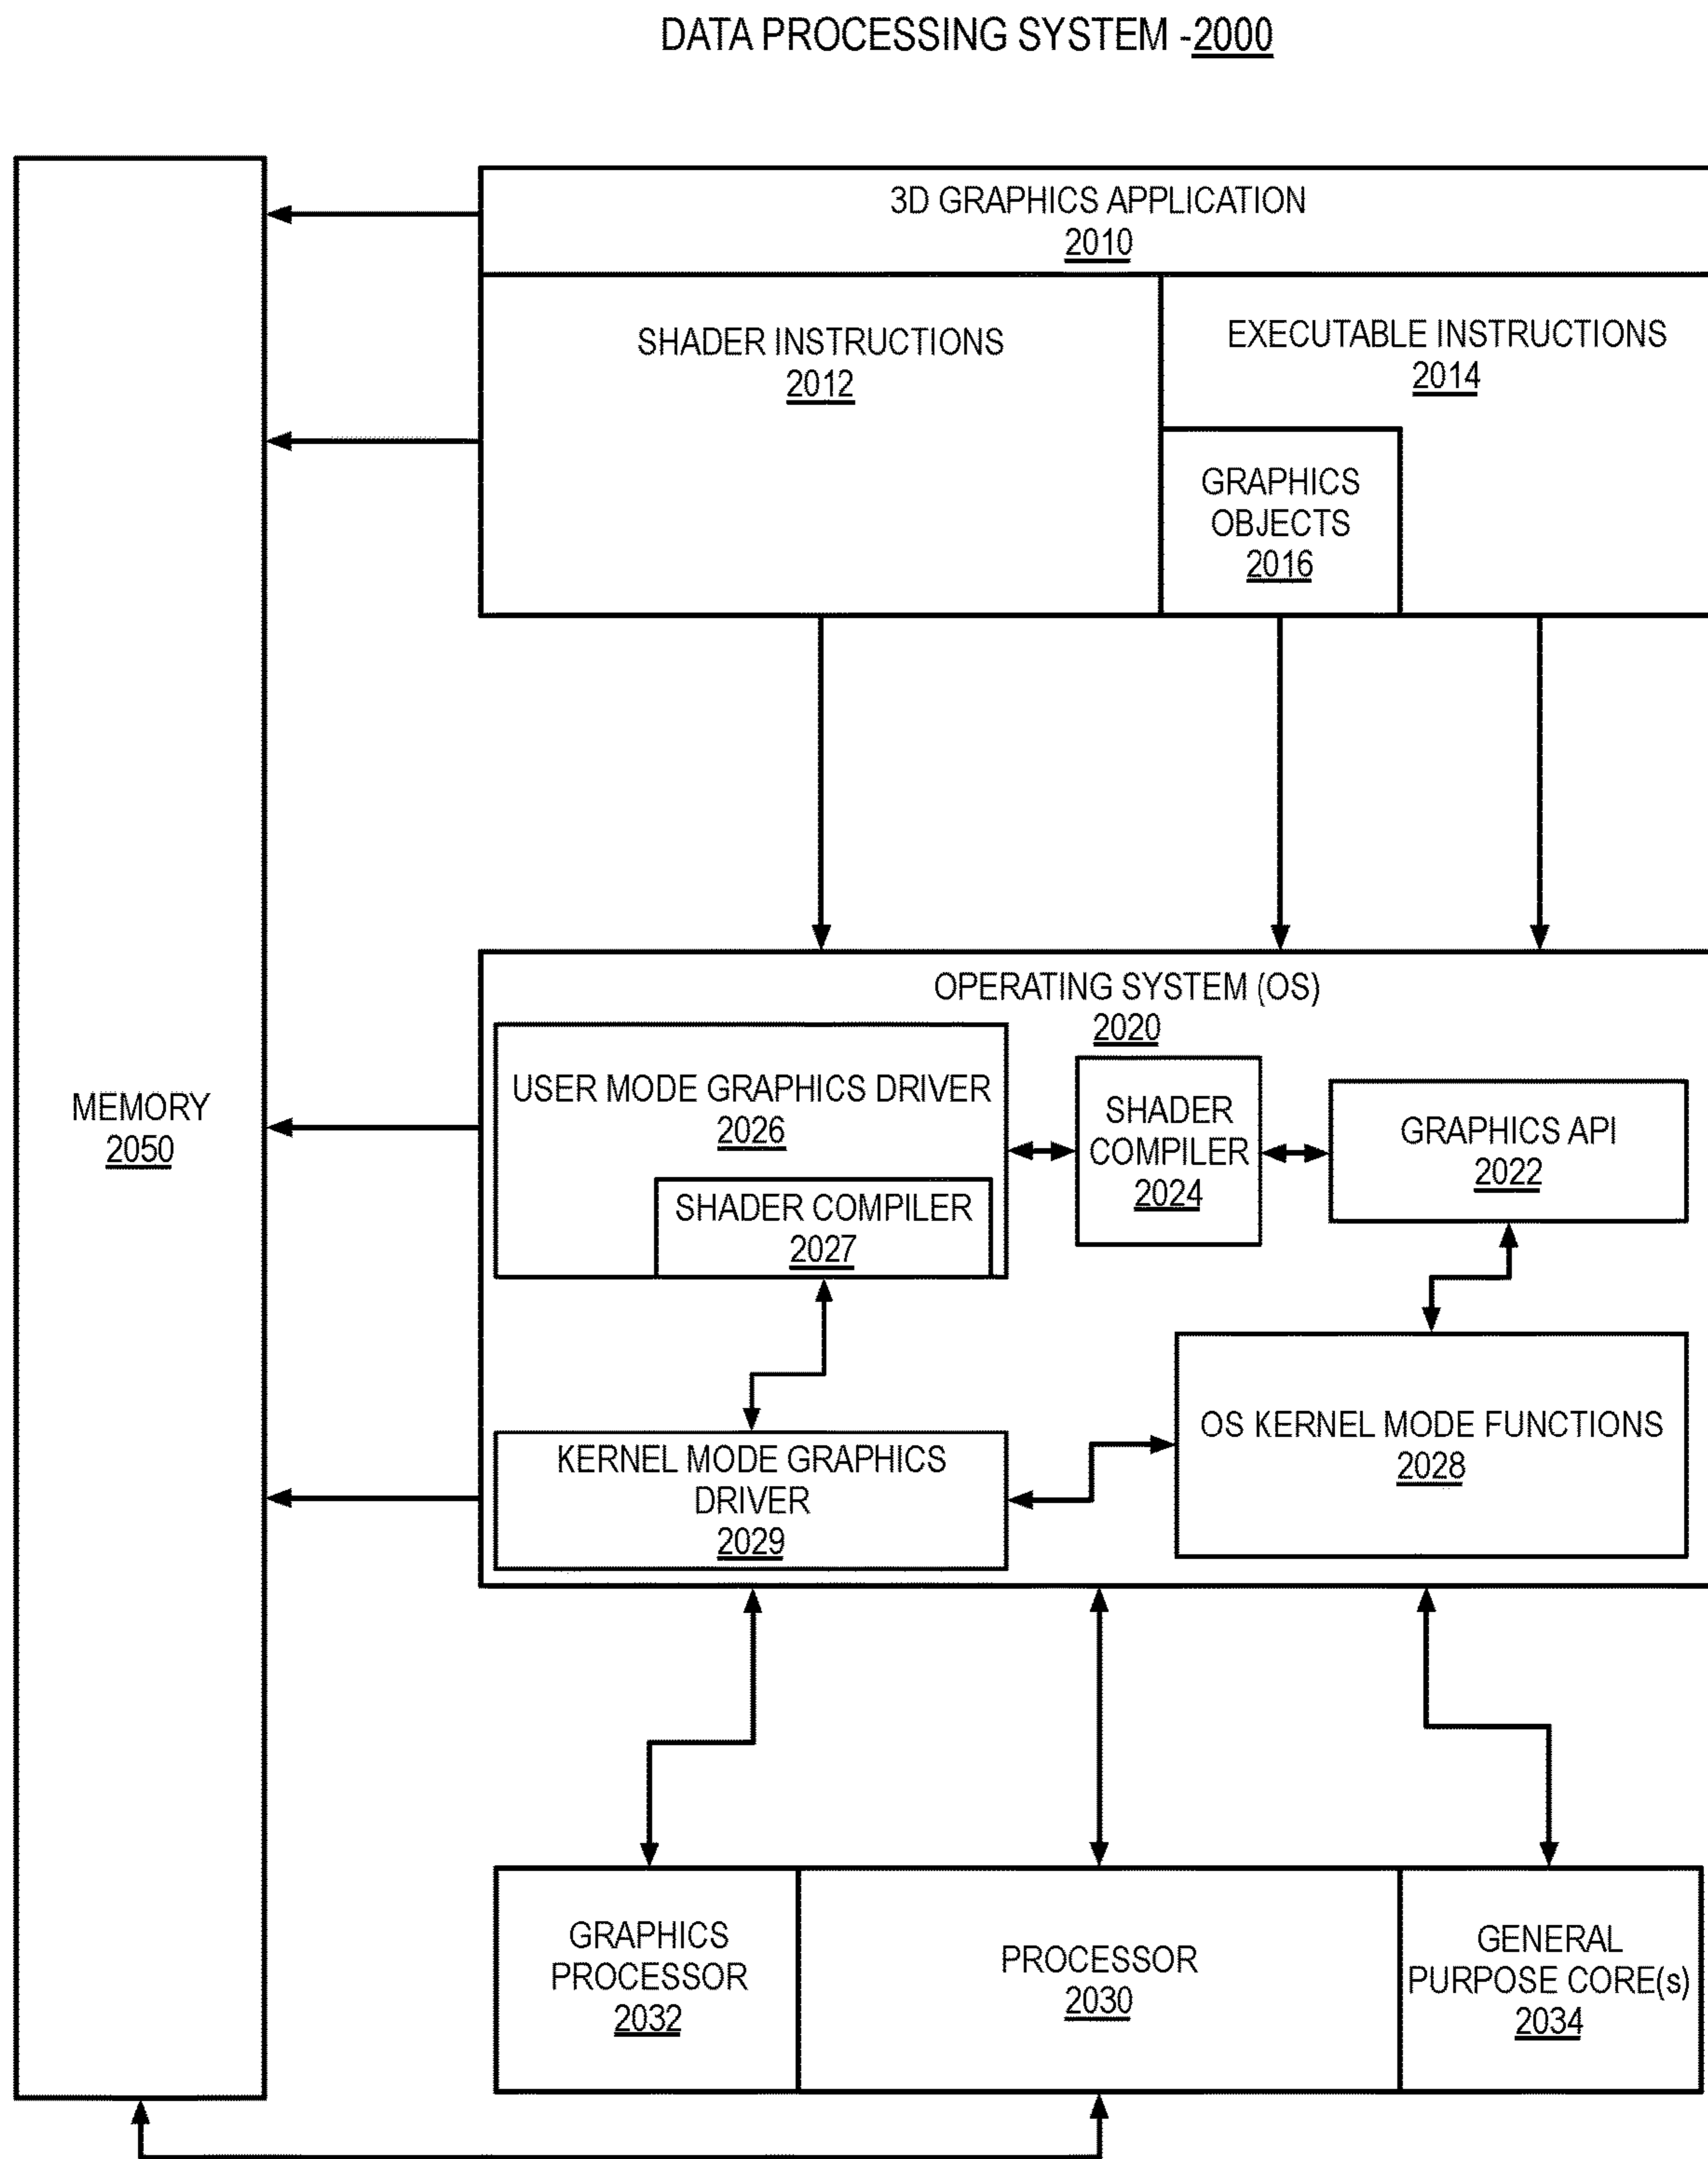 DATA PROCESSING SYSTEM -2000
3D GRAPHICS APPLICATION
2010
SHADER INSTRUCTIONS
2012
EXECUTABLE INSTRUCTIONS
2014
GRAPHICS
OBJECTS
2016
MEMORY
2050
OPERATING SYSTEM (OS)
2020
USER MODE GRAPHICS DRIVER
2026
SHADER COMPILER
2027
SHADER
COMPILER
2024
GRAPHICS API
2022
KERNEL MODE GRAPHICS
DRIVER
2029
OS KERNEL MODE FUNCTIONS
2028
GRAPHICS
PROCESSOR
2032
PROCESSOR
2030
GENERAL
PURPOSE CORE(s)
2034